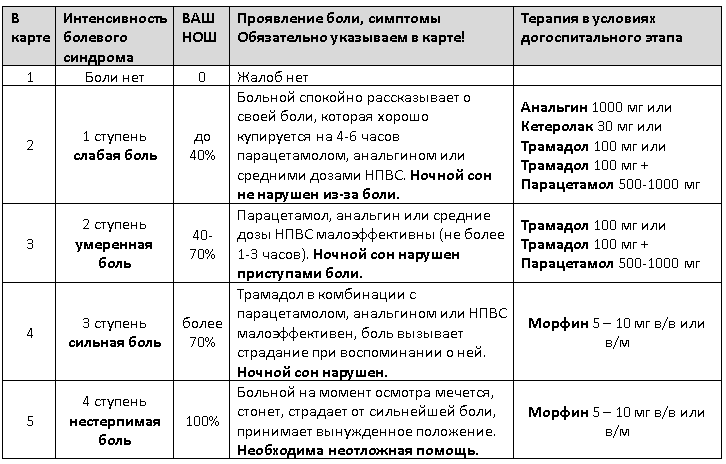 В карте
Интенсивность болевого синдрома
ВАШ НОШ
Проявление боли, симптомы
Обязательно указываем в карте!
Терапия в условиях догоспитального этапа
1
Боли нет
0
Жалоб нет
2
1 ступень
слабая боль
до
40%
Больной спокойно рассказывает о
своей боли, которая хорошо
купируется на 4-6 часов
парацетамолом, анальгином или
средними дозами НПВС. Ночной сон
не нарушен из-за боли.
Анальгин 1000 мг или
Кетеролак 30 мг или
Трамадол 100 мг или
Трамадол 100 мг +
Парацетамол 500-1000 мг
3
2 ступень
умеренная
боль
40-
70%
Парацетамол, анальгин или средние
дозы НПВС малоэффективны (не более
1-3 часов). Ночной сон нарушен
приступами боли.
Трамадол 100 мг или
Трамадол 100 мг +
Парацетамол 500-1000 мг
4
3 ступень
сильная боль
более
70%
Трамадол в комбинации с
парацетамолом, анальгином или НПВС
малоэффективен, боль вызывает
страдание при воспоминании о ней.
Ночной сон нарушен.
Морфин 5 – 10 мг в/в или
в/м
5
4 ступень
нестерпимая
боль
100%
Больной на момент осмотра мечется,
стонет, страдает от сильнейшей боли,
принимает вынужденное положение.
Необходима неотложная помощь.
Морфин 5 – 10 мг в/в или
в/м